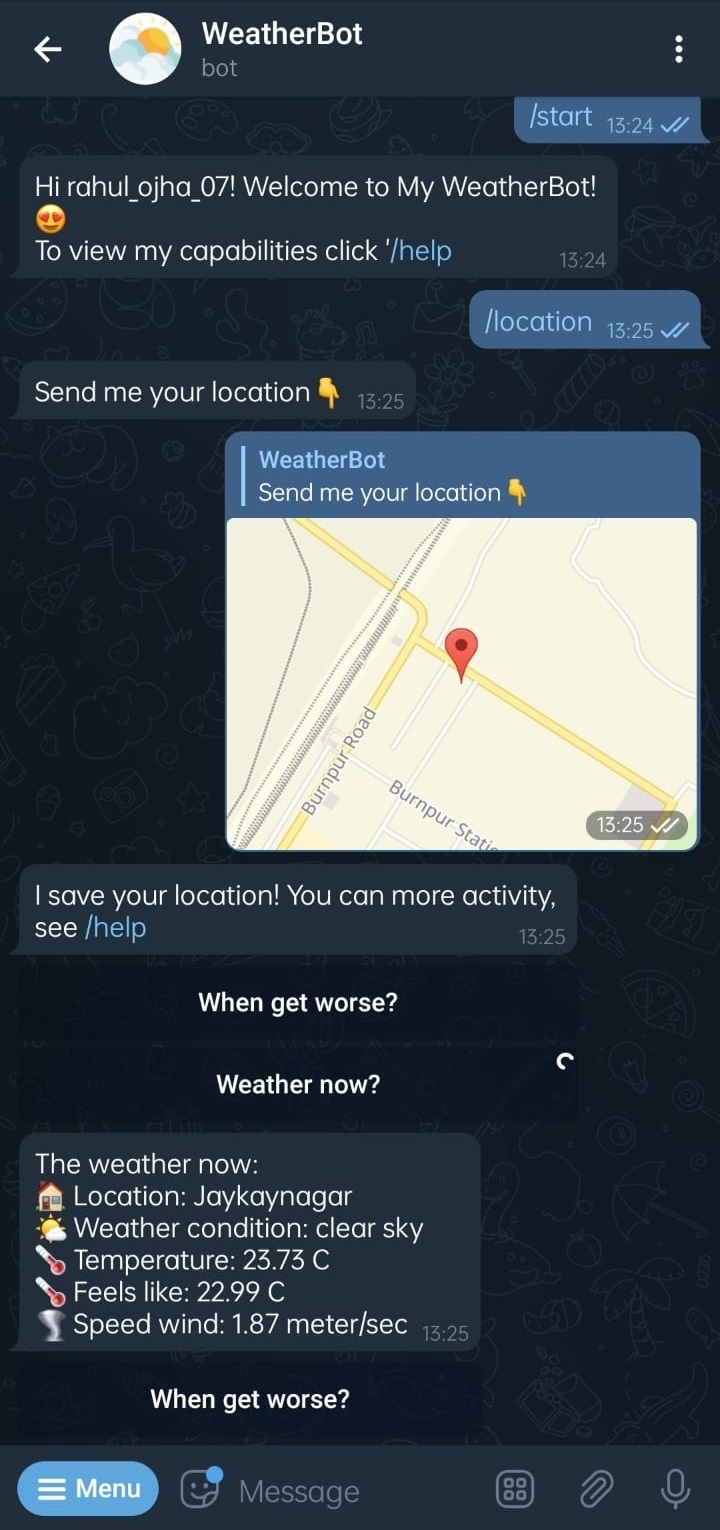 WeatherBot
bot
/start 13:24
Hi rahul_ojha_07! Welcome to My WeatherBot!
😍
To view my capabilities click '/help 13:24
/location 13:25
Send me your location👇 13:25
WeatherBot
Send me your location👇
Burnpur Road
Burnpur-Static
13:25
I save your location! You can more activity,
see /help 13:25
When get worse?
Weather now?
The weather now:
🏠 Location: Jaykaynagar
🌤 Weather condition: clear sky
🌡 Temperature: 23.73 C
🌡 Feels like: 22.99 C
🌪 Speed wind: 1.87 meter/sec 13:25
When get worse?
Menu
Message